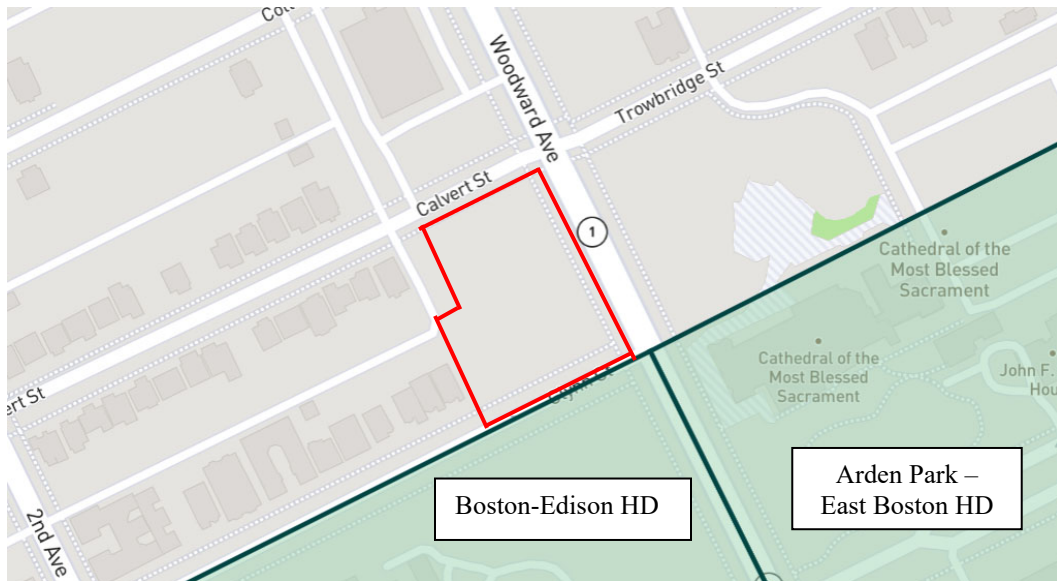 Woodward Ave
Trowbridge St
Calvert St
1
Cathedral of the
Most Blessed
Sacrament
Cathedral of the
Most Blessed
Sacrament
John F.
Hou
ert St
2nd Ave
Boston-Edison HD
Arden Park –
East Boston HD